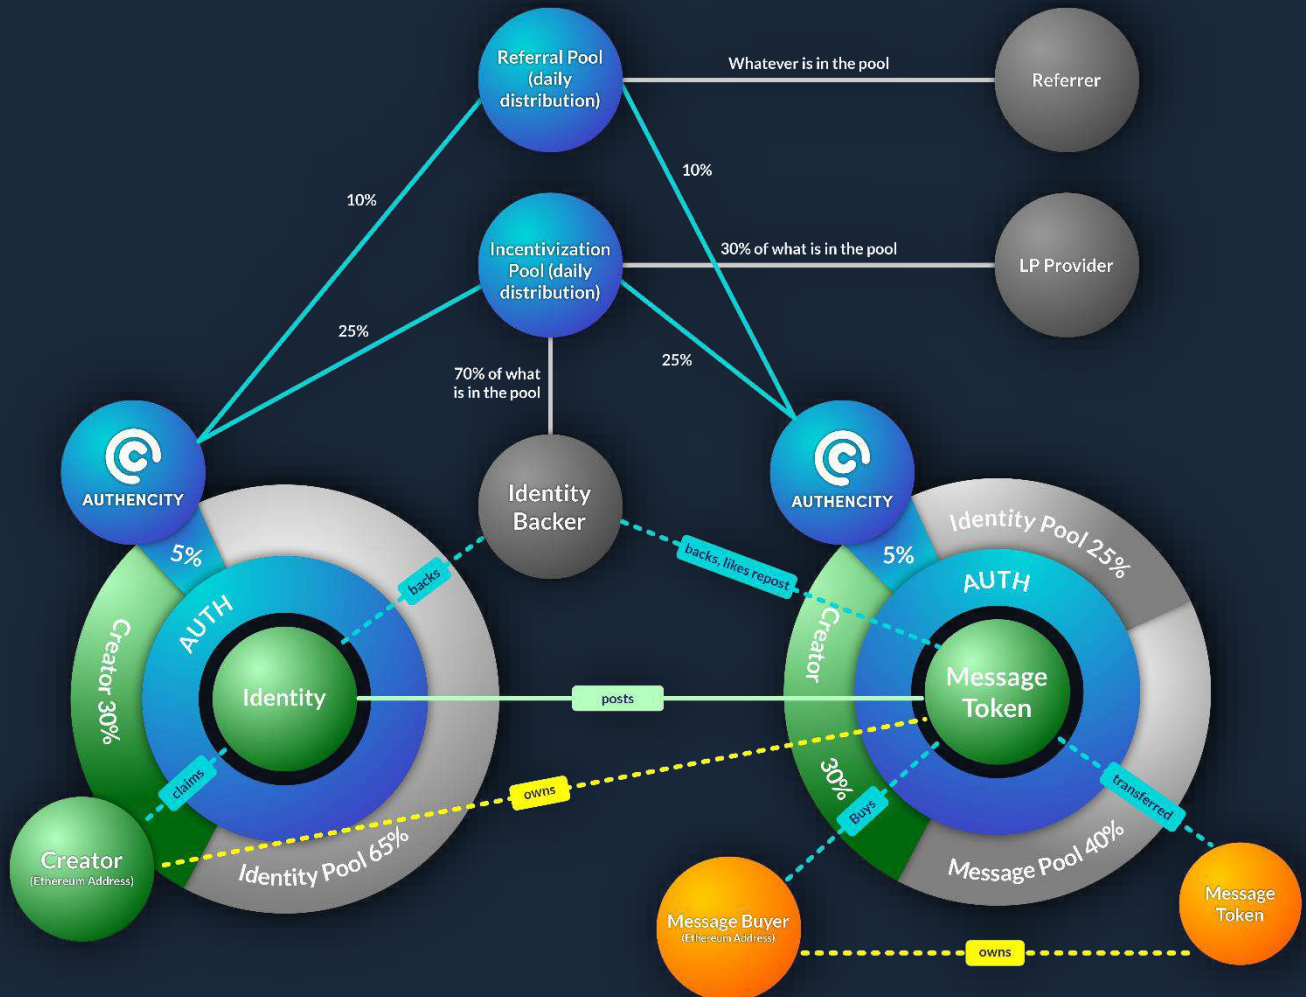 Referral Pool
(daily
distribution)
Whatever is in the pool
Referrer
10%
10%
Incentivization
Pool (daily
distribution)
30% of what is in the pool
LP Provider
25%
25%
70% of what
is in the pool
AUTHENCITY
AUTHENCITY
Identity
Backer
backs
backs, likes repost
5%
AUTH
Creator 30%
Identity
Identity Pool 65%
claims
Creator
(Ethereum Address)
posts
owns
5%
Identity Pool 25%
AUTH
Creator
30%
Message
Token
Message Pool 40%
Buys
transferred
Message Buyer
(Ethereum Address)
owns
Message
Token